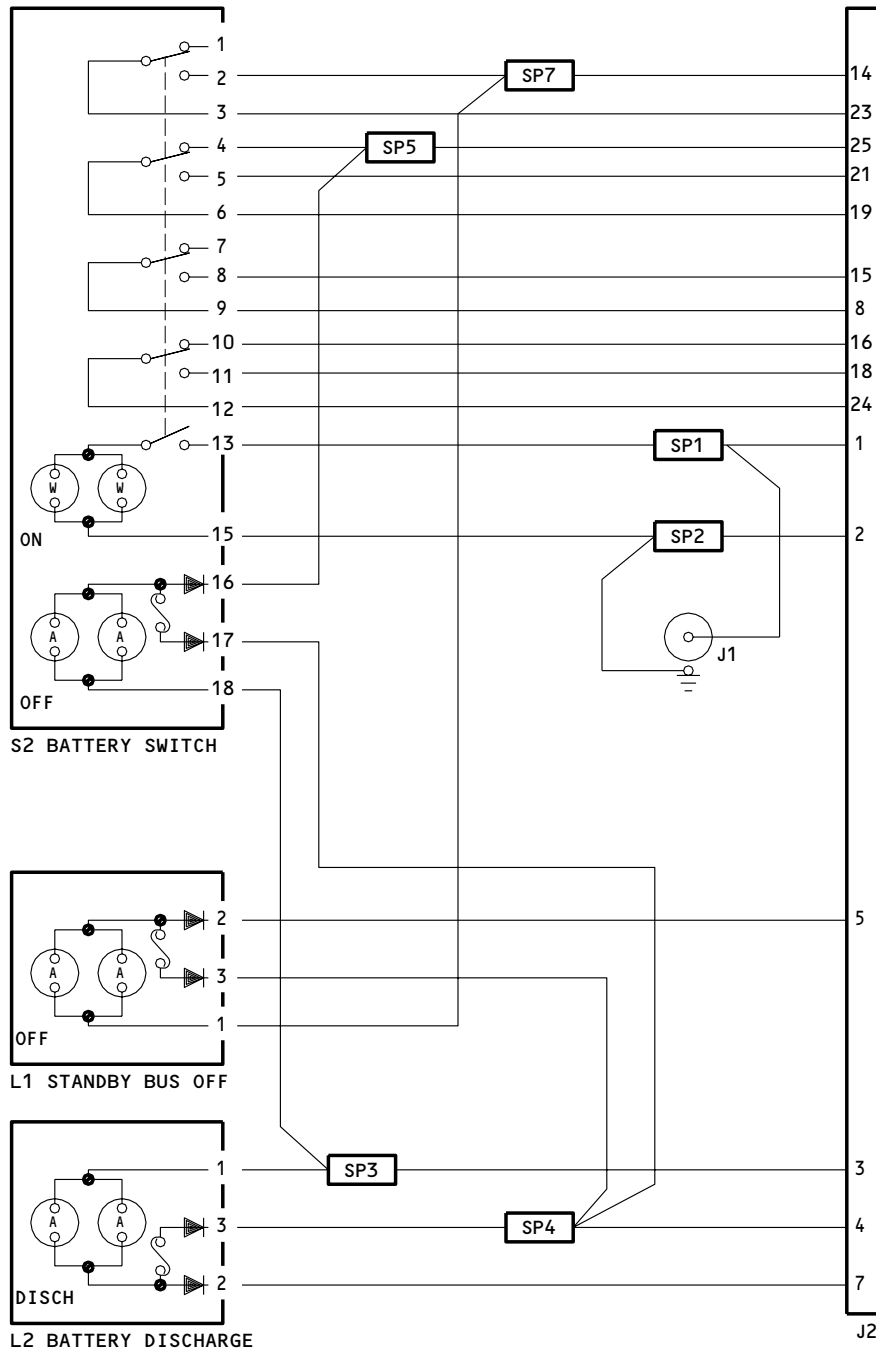 1
2 SP7 14
3 23
4 SP5 25
5 21
6 19
7
8 15
9 8
10 16
11 18
12 24
13 SP1 1
W W
ON
15 SP2 2
16
A A
17
J1
18
OFF
S2 BATTERY SWITCH
2 5
A A
3
1
OFF
L1 STANDBY BUS OFF
1 SP3 3
A A
3 SP4 4
2 7
DISCH
L2 BATTERY DISCHARGE
J2